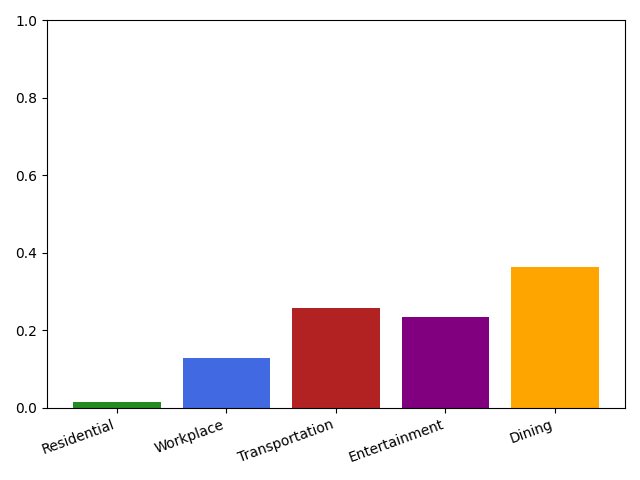 1.0
0.8
0.6
0.4
0.2
0.0
Residential
Workplace
Transportation
Entertainment
Dining